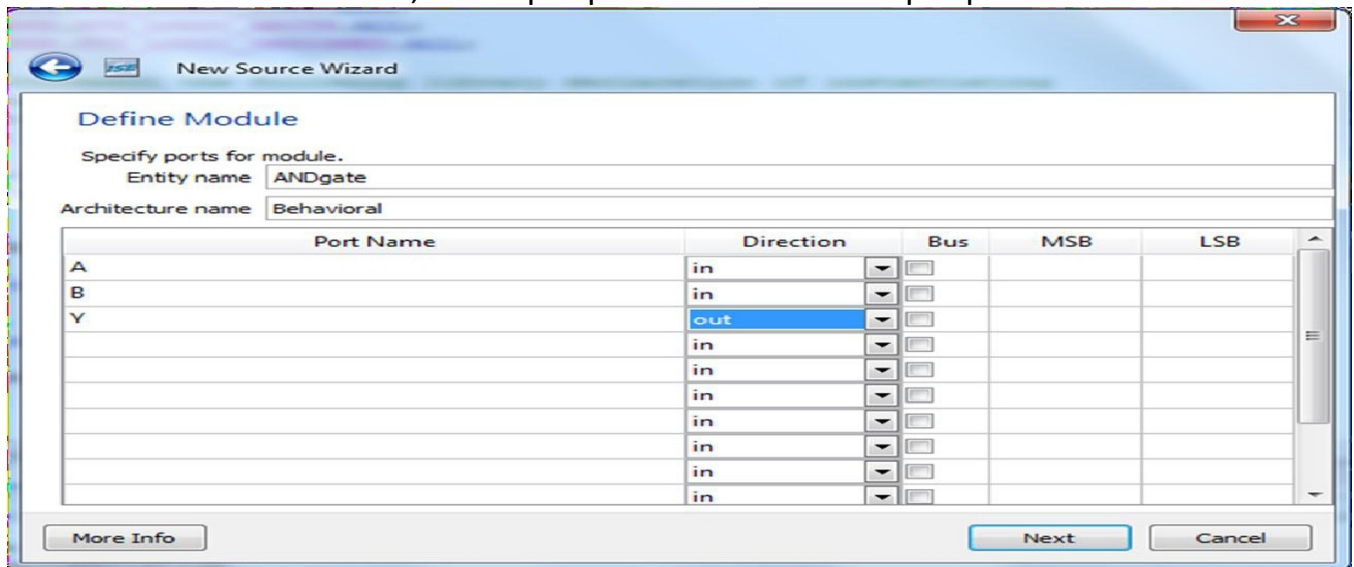 New Source Wizard
Define Module
Specify ports for module.
Entity name ANDgate
Architecture name Behavioral
Port Name Direction Bus MSB LSB
A in
B in
Y out
in
in
in
in
in
in
in
More Info Next Cancel